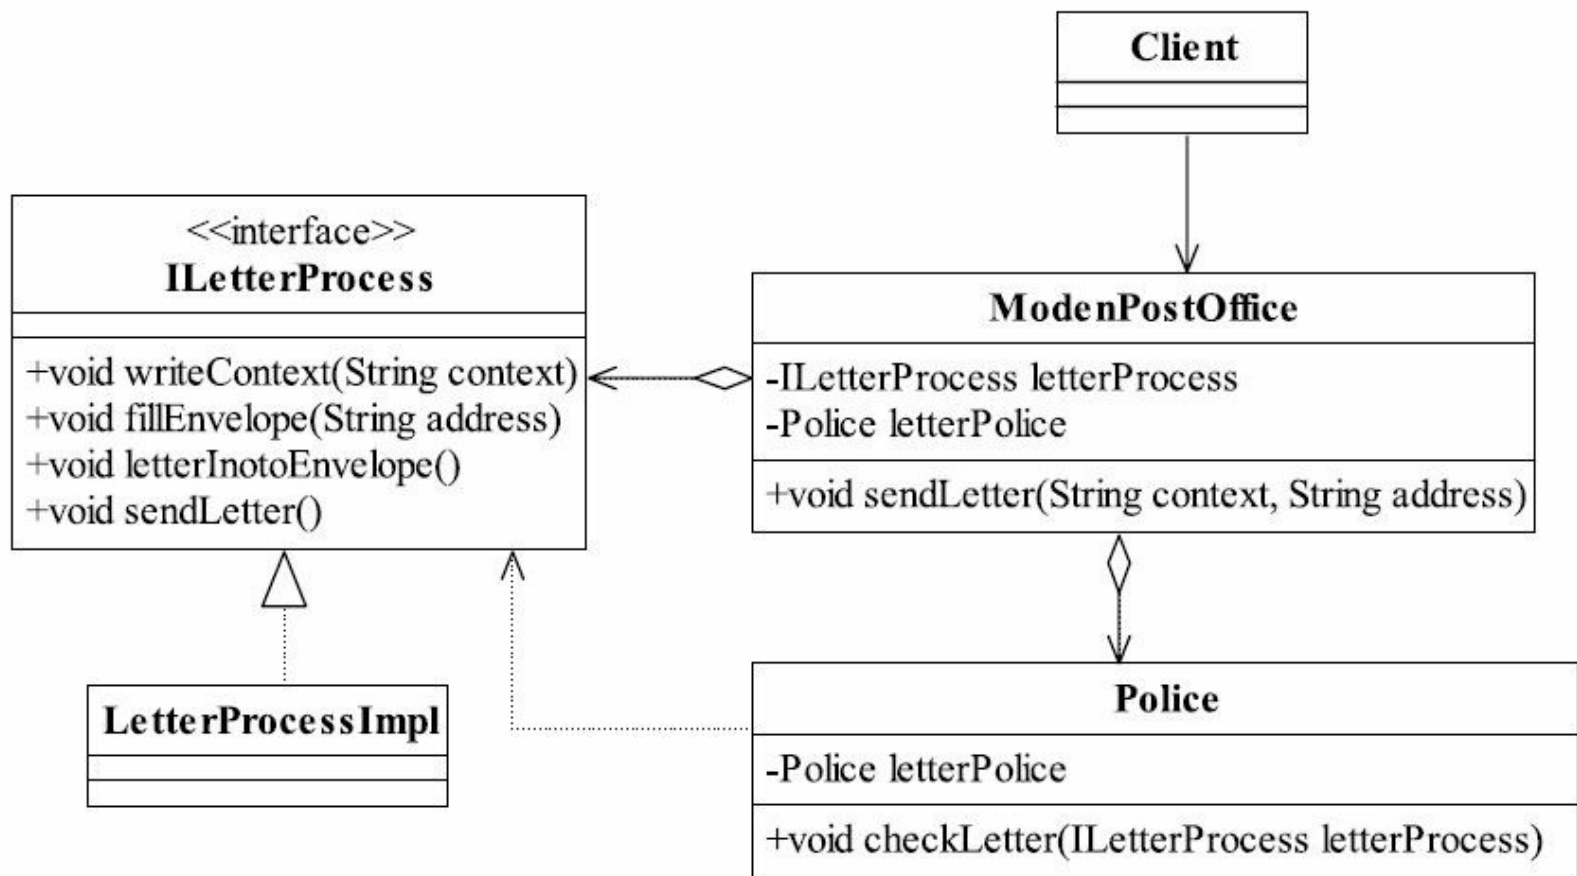 Client
<<interface>>
ILetterProcess
+void writeContext(String context)
+void fillEnvelope(String address)
+void letterInotoEnvelope()
+void sendLetter()
ModenPostOffice
-ILetterProcess letterProcess
-Police letterPolice
+void sendLetter(String context, String address)
LetterProcessImpl
Police
-Police letterPolice
+void checkLetter(ILetterProcess letterProcess)